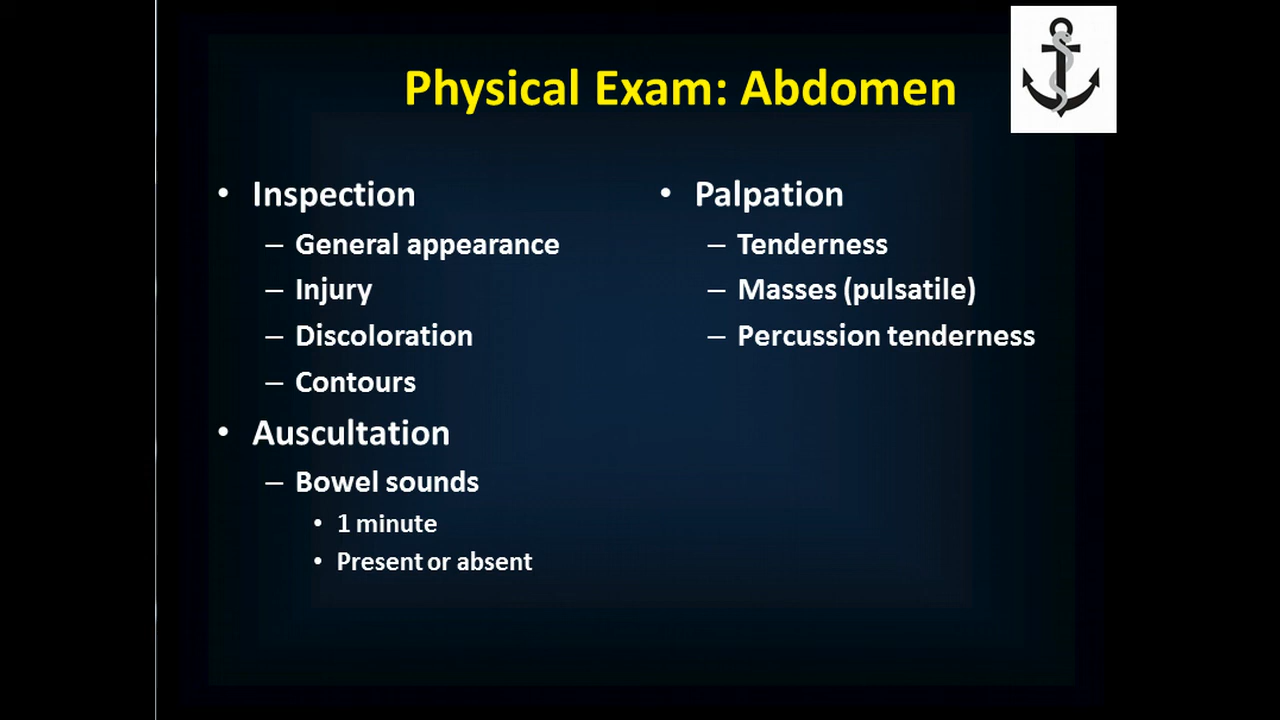 Physical Exam: Abdomen
• Inspection
– General appearance
– Injury
– Discoloration
– Contours
• Auscultation
– Bowel sounds
• 1 minute
• Present or absent
• Palpation
– Tenderness
– Masses (pulsatile)
– Percussion tenderness